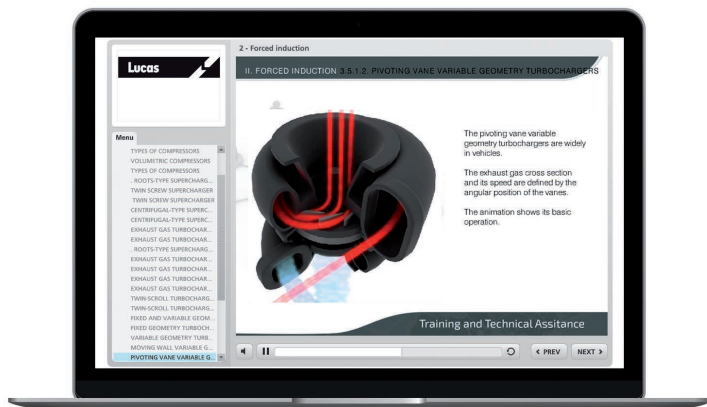 2 - Forced induction
Lucas
II. FORCED INDUCTION 3.5.1.2. PIVOTING VANE VARIABLE GEOMETRY TURBOCHARGERS
Menu
TYPES OF COMPRESSORS
VOLUMETRIC COMPRESSORS
TYPES OF COMPRESSORS
. ROOTS-TYPE SUPERCHARG...
TWIN SCREW SUPERCHARGER
TWIN SCREW SUPERCHARGER
CENTRIFUGAL-TYPE SUPERC...
CENTRIFUGAL-TYPE SUPERC...
EXHAUST GAS TURBOCHAR...
EXHAUST GAS TURBOCHAR...
. ROOTS-TYPE SUPERCHARG...
EXHAUST GAS TURBOCHAR...
EXHAUST GAS TURBOCHAR...
EXHAUST GAS TURBOCHAR...
EXHAUST GAS TURBOCHAR...
TWIN-SCROLL TURBOCHARG...
TWIN-SCROLL TURBOCHARG...
FIXED AND VARIABLE GEOM...
FIXED GEOMETRY TURBOCH...
VARIABLE GEOMETRY TURB...
MOVING WALL VARIABLE G...
PIVOTING VANE VARIABLE G...
The pivoting vane variable
geometry turbochargers are widely
in vehicles.
The exhaust gas cross section
and its speed are defined by the
angular position of the vanes.
The animation shows its basic
operation.
Training and Technical Assitance
PREV
NEXT